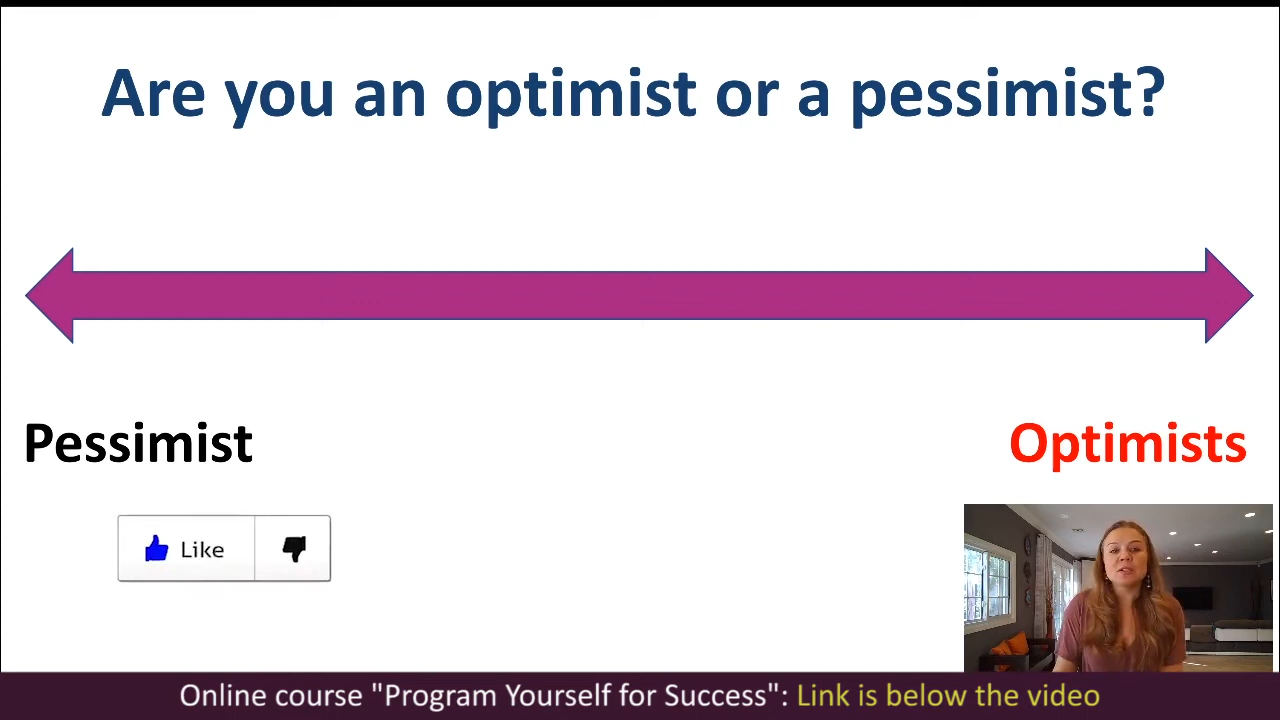 Are you an optimist or a pessimist?
Pessimist
Optimists
Like
Online course "Program Yourself for Success": Link is below the video